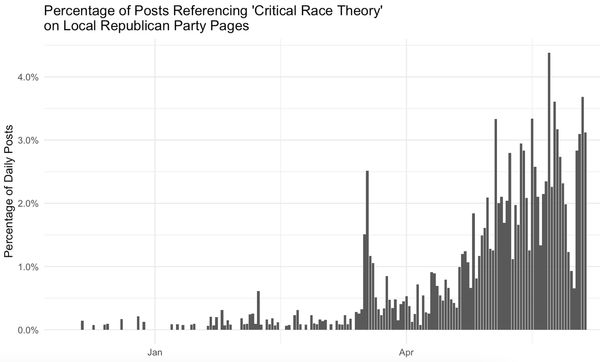 Percentage of Posts Referencing 'Critical Race Theory'
on Local Republican Party Pages
Percentage of Daily Posts
4.0%
3.0%
2.0%
1.0%
0.0%
Jan
Apr